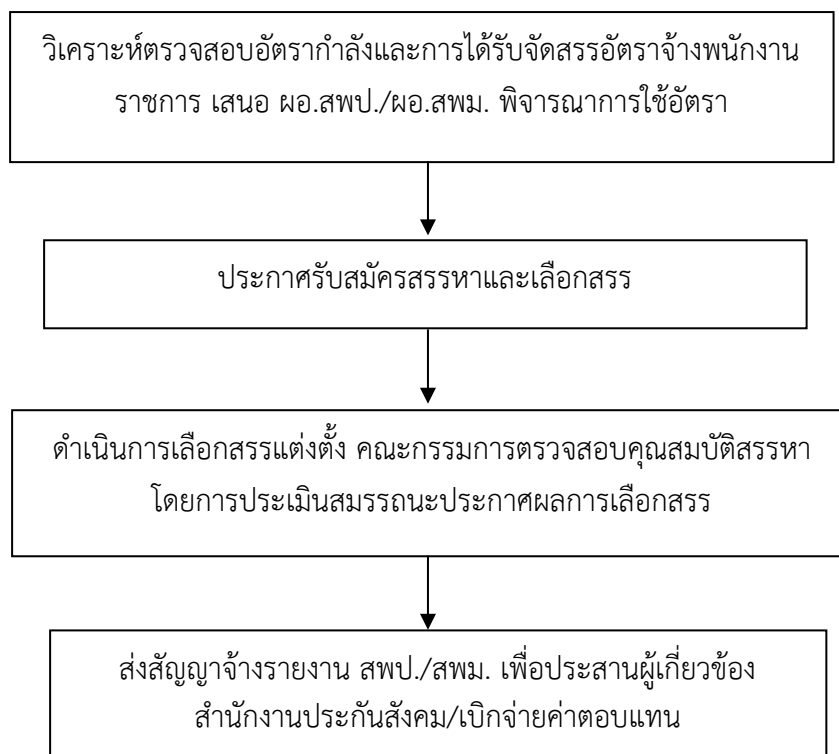 วิเคราะห์ตรวจสอบอัตรากำลังและการได้รับจัดสรรอัตราจ้างพนักงาน
ราชการ เสนอ ผอ.สพป./ผอ.สพม. พิจารณาการใช้อัตรา
ประกาศรับสมัครสรรหาและเลือกสรร
ดำเนินการเลือกสรรแต่งตั้ง คณะกรรมการตรวจสอบคุณสมบัติสรรหา
โดยการประเมินสมรรถนะประกาศผลการเลือกสรร
ส่งสัญญาจ้างรายงาน สพป./สพม. เพื่อประสานผู้เกี่ยวข้อง
สำนักงานประกันสังคม/เบิกจ่ายค่าตอบแทน